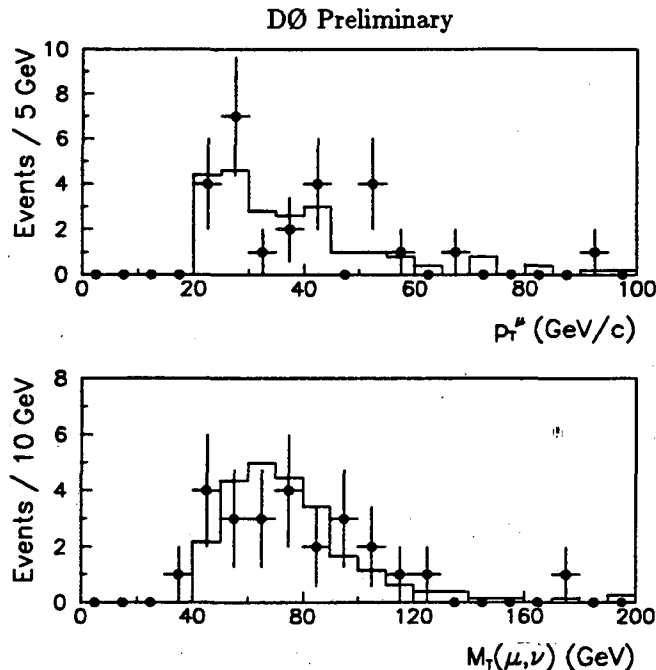 DØ Preliminary
Events / 5 GeV
10
8
6
4
2
0
0 20 40 60 80 100
p_T^μ (GeV/c)
Events / 10 GeV
8
6
4
2
0
0 40 80 120 160 200
M_T(μ,ν) (GeV)